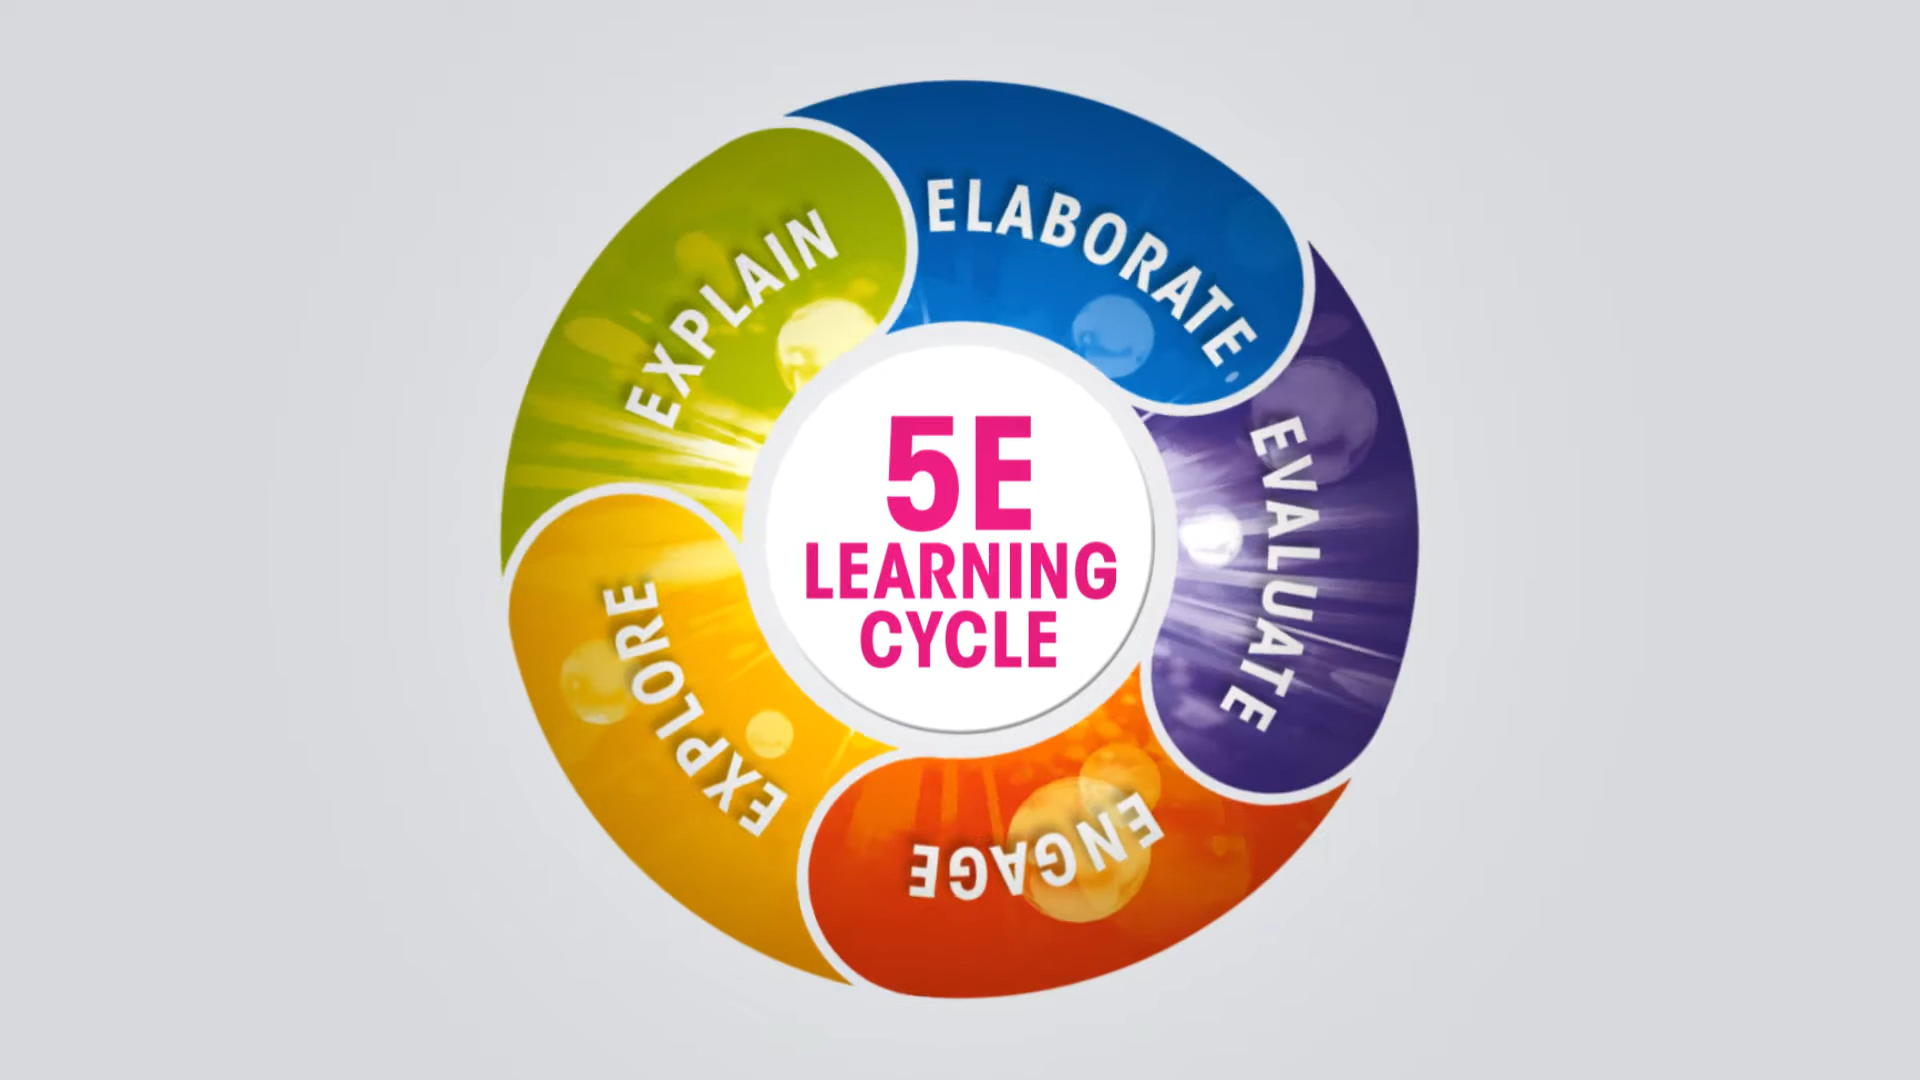 5E
LEARNING
CYCLE
ENGAGE
EXPLORE
EXPLAIN
ELABORATE
EVALUATE